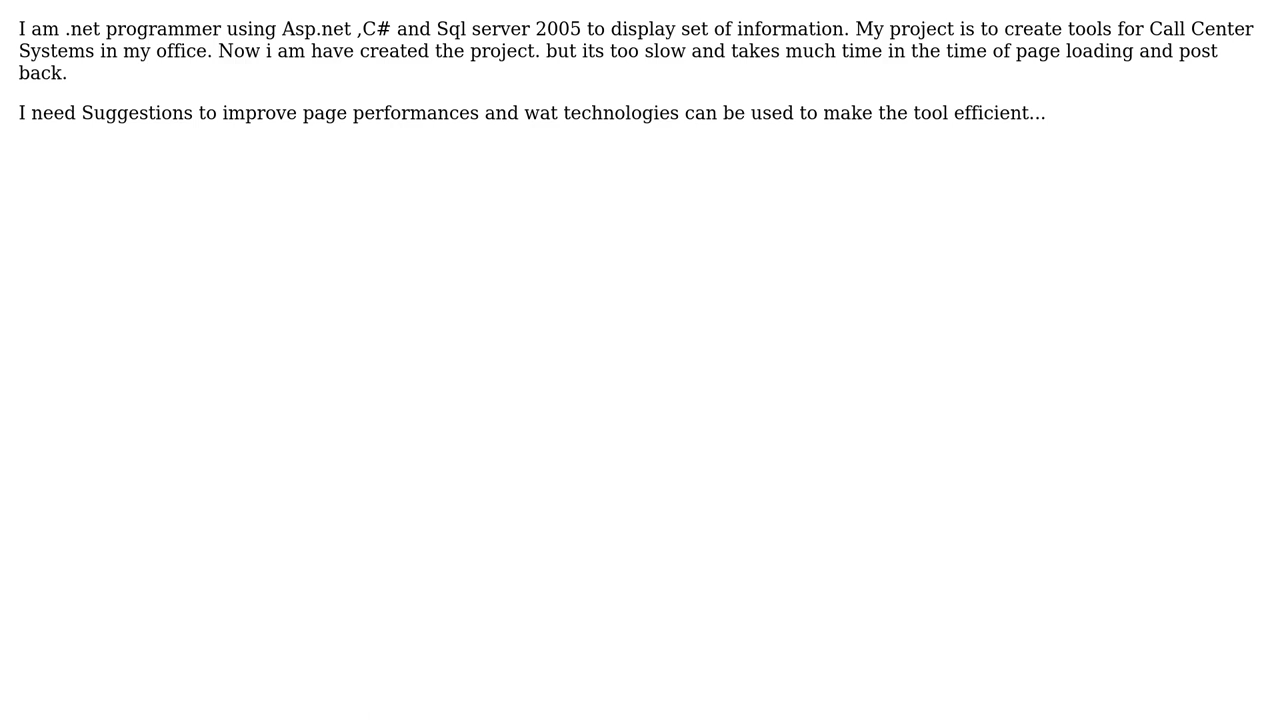 I am .net programmer using Asp.net ,C# and Sql server 2005 to display set of information. My project is to create tools for Call Center
Systems in my office. Now i am have created the project. but its too slow and takes much time in the time of page loading and post
back.
I need Suggestions to improve page performances and wat technologies can be used to make the tool efficient...